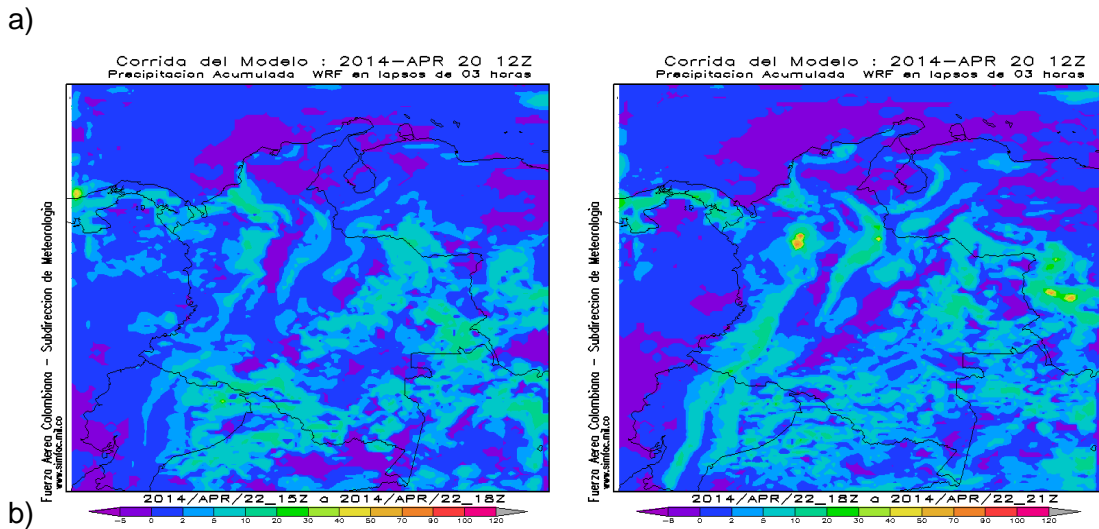 a)
Corrida del Modelo : 2014-APR 20 12Z
Precipitacion Acumulada WRF en lapsos de 03 horas
Fuerza Aerea Colombiana - Subdireccion de Meteorologia
www.simfac.mil.co
2014/APR/22_15Z a 2014/APR/22_18Z
-5 0 2 5 10 20 30 40 50 70 90 100 120
Corrida del Modelo : 2014-APR 20 12Z
Precipitacion Acumulada WRF en lapsos de 03 horas
Fuerza Aerea Colombiana - Subdireccion de Meteorologia
www.simfac.mil.co
2014/APR/22_18Z a 2014/APR/22_21Z
0 2 5 10 20 30 40 50 70 90 100 120
b)